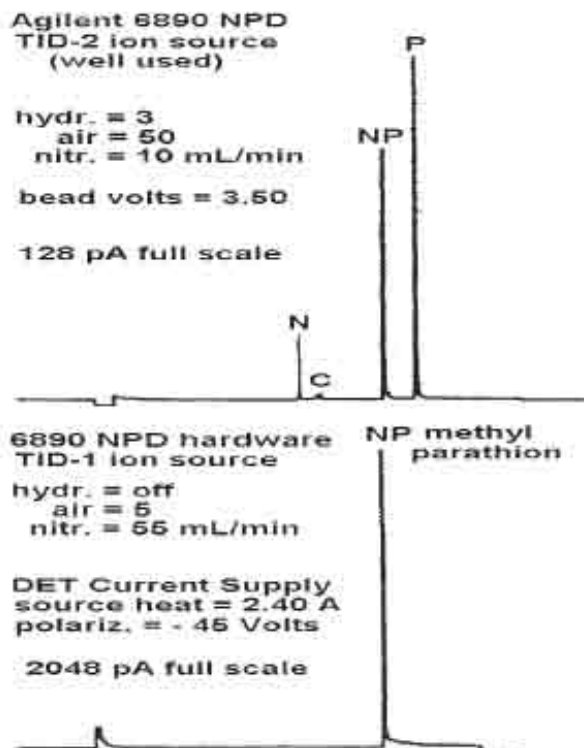 Agilent 6890 NPD
TID-2 ion source
(well used)
hydr. = 3
air = 50
nitr. = 10 mL/min
bead volts = 3.50
128 pA full scale
N
C
NP
P
6890 NPD hardware
TID-1 ion source
hydr. = off
air = 5
nitr. = 55 mL/min
DET Current Supply
source heat = 2.40 A
polariz. = - 45 Volts
2048 pA full scale
NP methyl
parathion